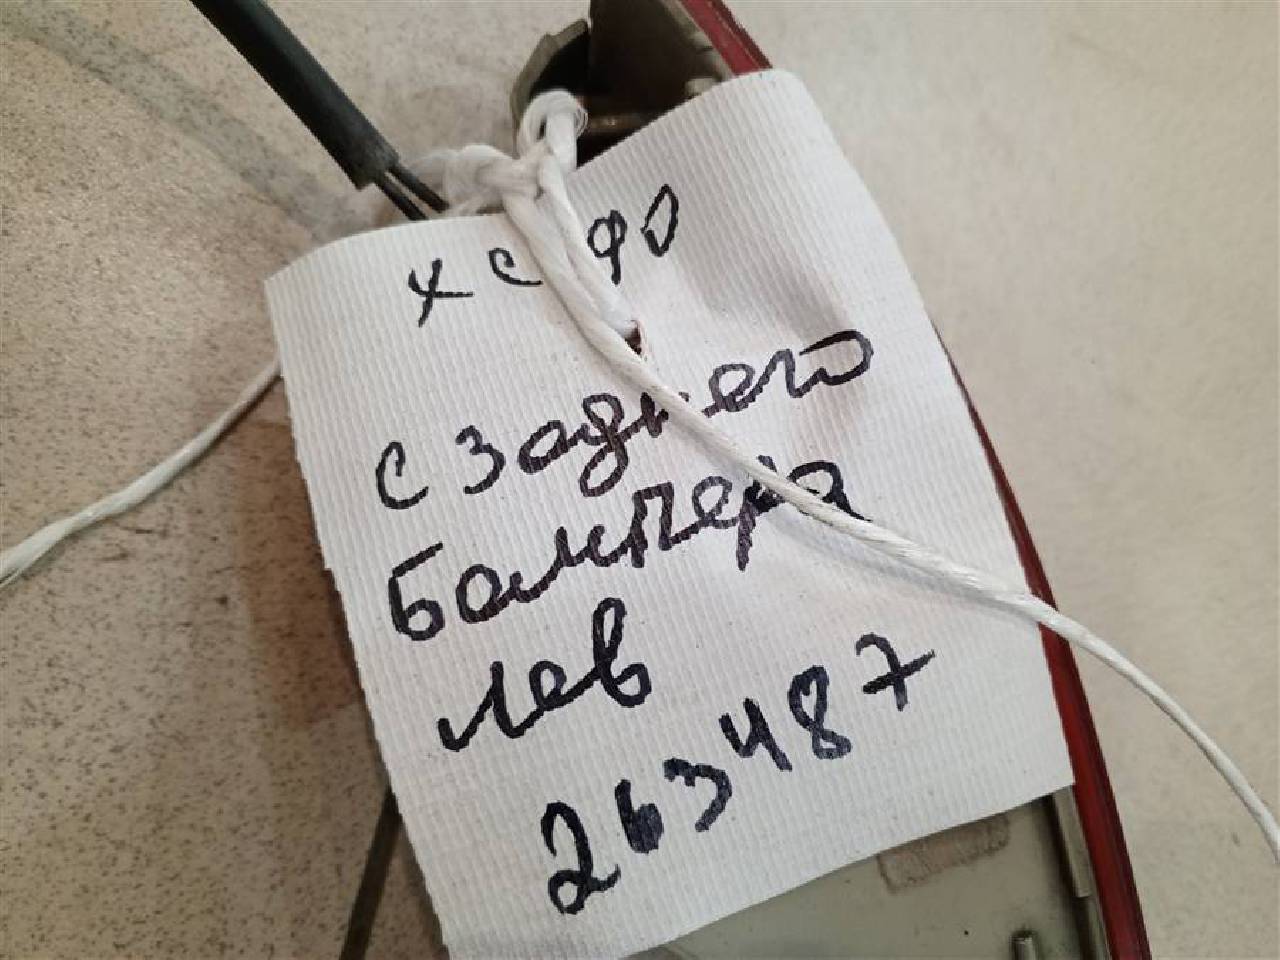 XC 90
с заднего
бампера
лев
263487